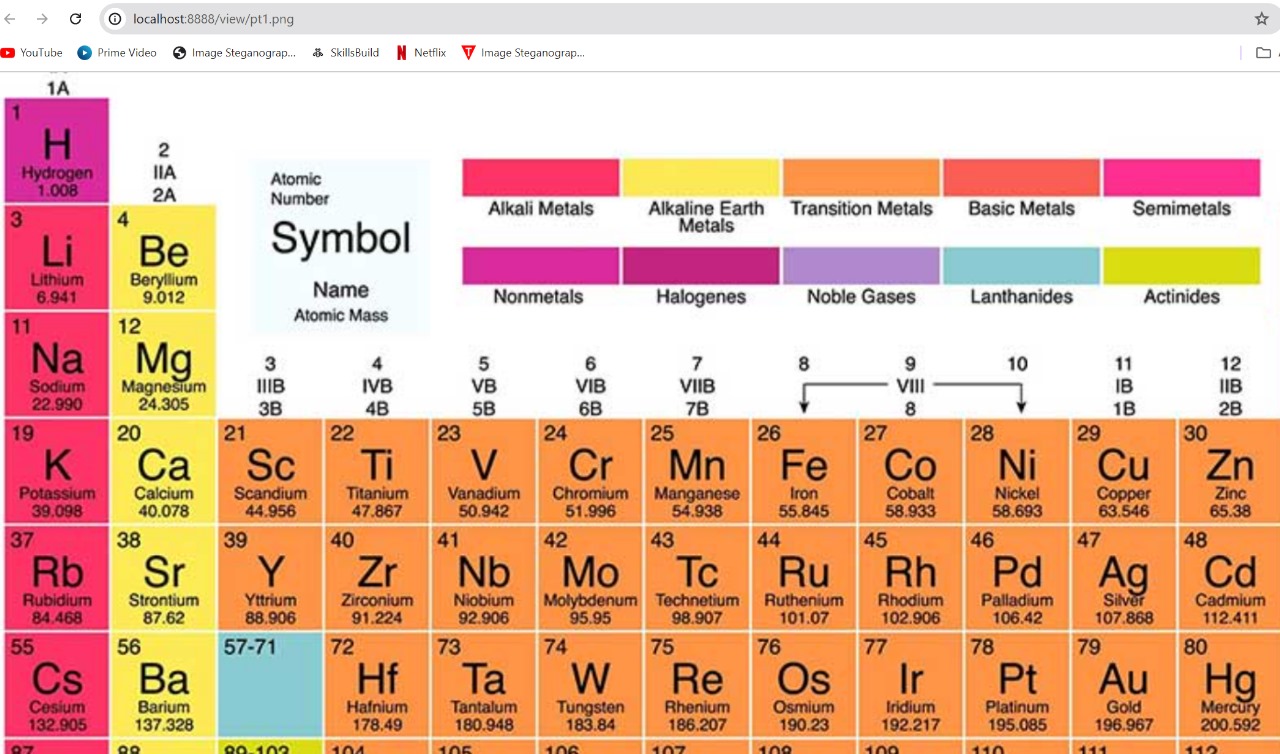 localhost:8888/view/pt1.png
YouTube Prime Video Image Steganograp... SkillsBuild Netflix Image Steganograp...
1A
1
H
Hydrogen
1.008
2
IIA
2A
Atomic
Number
Symbol
Name
Atomic Mass
Alkali Metals Alkaline Earth Metals Transition Metals Basic Metals Semimetals
Nonmetals Halogenes Noble Gases Lanthanides Actinides
3 4
Li Be
Lithium Beryllium
6.941 9.012
11 12
Na Mg
Sodium Magnesium
22.990 24.305
3 4 5 6 7 8 9 10 11 12
IIIB IVB VB VIB VIIB VIII IB IIB
3B 4B 5B 6B 7B 8 1B 2B
19 20 21 22 23 24 25 26 27 28 29 30
K Ca Sc Ti V Cr Mn Fe Co Ni Cu Zn
Potassium Calcium Scandium Titanium Vanadium Chromium Manganese Iron Cobalt Nickel Copper Zinc
39.098 40.078 44.956 47.867 50.942 51.996 54.938 55.845 58.933 58.693 63.546 65.38
37 38 39 40 41 42 43 44 45 46 47 48
Rb Sr Y Zr Nb Mo Tc Ru Rh Pd Ag Cd
Rubidium Strontium Yttrium Zirconium Niobium Molybdenum Technetium Ruthenium Rhodium Palladium Silver Cadmium
84.468 87.62 88.906 91.224 92.906 95.95 98.907 101.07 102.906 106.42 107.868 112.411
55 56 57-71 72 73 74 75 76 77 78 79 80
Cs Ba Hf Ta W Re Os Ir Pt Au Hg
Cesium Barium Hafnium Tantalum Tungsten Rhenium Osmium Iridium Platinum Gold Mercury
132.905 137.328 178.49 180.948 183.84 186.207 190.23 192.217 195.085 196.967 200.592
87 88 89-103 104 105 106 107 108 109 110 111 112